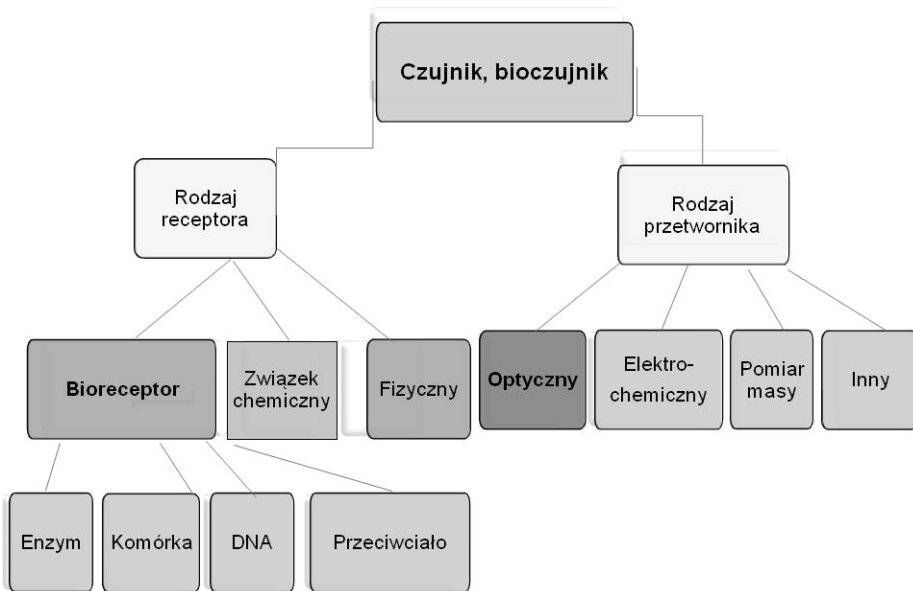 Czujnik, bioczujnik
Rodzaj
receptora
Rodzaj
przetwornika
Bioreceptor
Związek
chemiczny
Fizyczny
Optyczny
Elektro-
chemiczny
Pomiar
masy
Inny
Enzym
Komórka
DNA
Przeciwciało